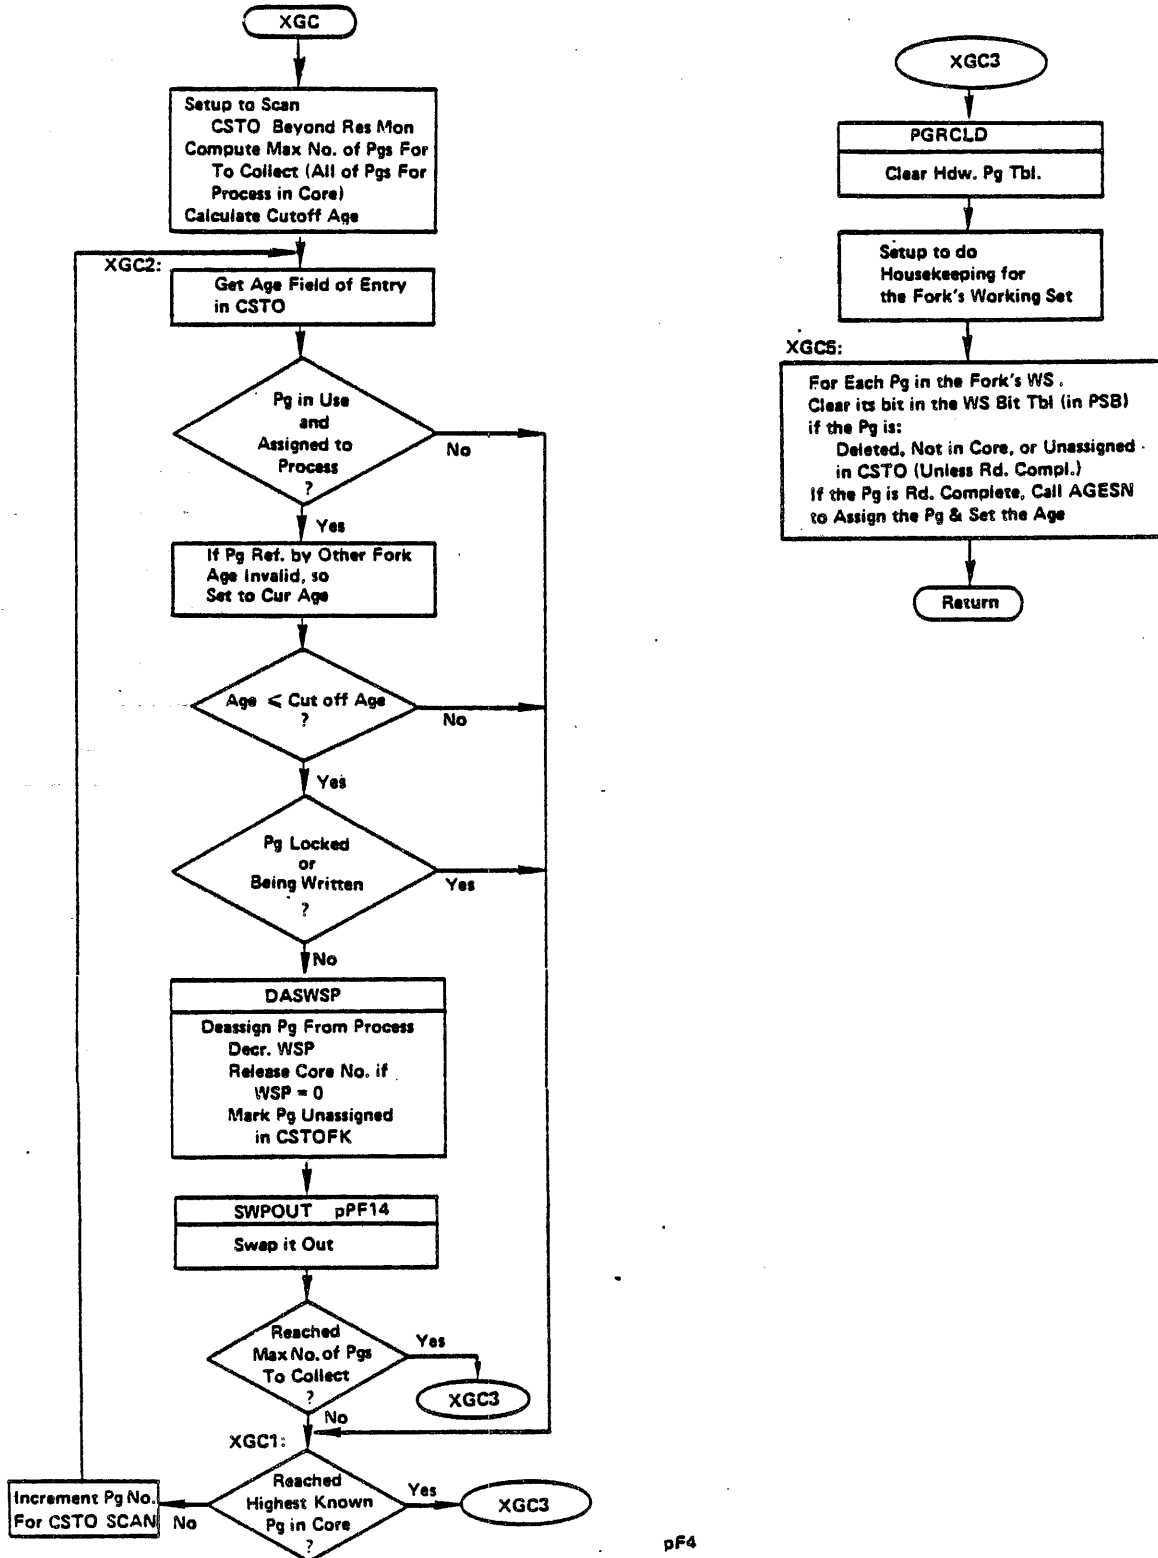 XGC
Setup to Scan
CSTO Beyond Res Mon
Compute Max No. of Pgs For
To Collect (All of Pgs For
Process in Core)
Calculate Cutoff Age
XGC2:
Get Age Field of Entry
in CSTO
Pg in Use
and
Assigned to
Process
?
No
Yes
If Pg Ref. by Other Fork
Age Invalid, so
Set to Cur Age
Age ≤ Cut off Age
?
No
Yes
Pg Locked
or
Being Written
?
Yes
No
DASWSP
Deassign Pg From Process
Decr. WSP
Release Core No. if
WSP = 0
Mark Pg Unassigned
in CSTOFK
SWPOUT pPF14
Swap it Out
Reached
Max No. of Pgs
To Collect
?
Yes
XGC3
No
XGC1:
Reached
Highest Known
Pg in Core
?
Yes
XGC3
No
Increment Pg No.
For CSTO SCAN
XGC3
PGRCLD
Clear Hdw. Pg Tbl.
Setup to do
Housekeeping for
the Fork's Working Set
XGC5:
For Each Pg in the Fork's WS .
Clear its bit in the WS Bit Tbl (in PSB)
if the Pg is:
Deleted, Not in Core, or Unassigned
in CSTO (Unless Rd. Compl.)
If the Pg is Rd. Complete, Call AGESN
to Assign the Pg & Set the Age
Return
pF4